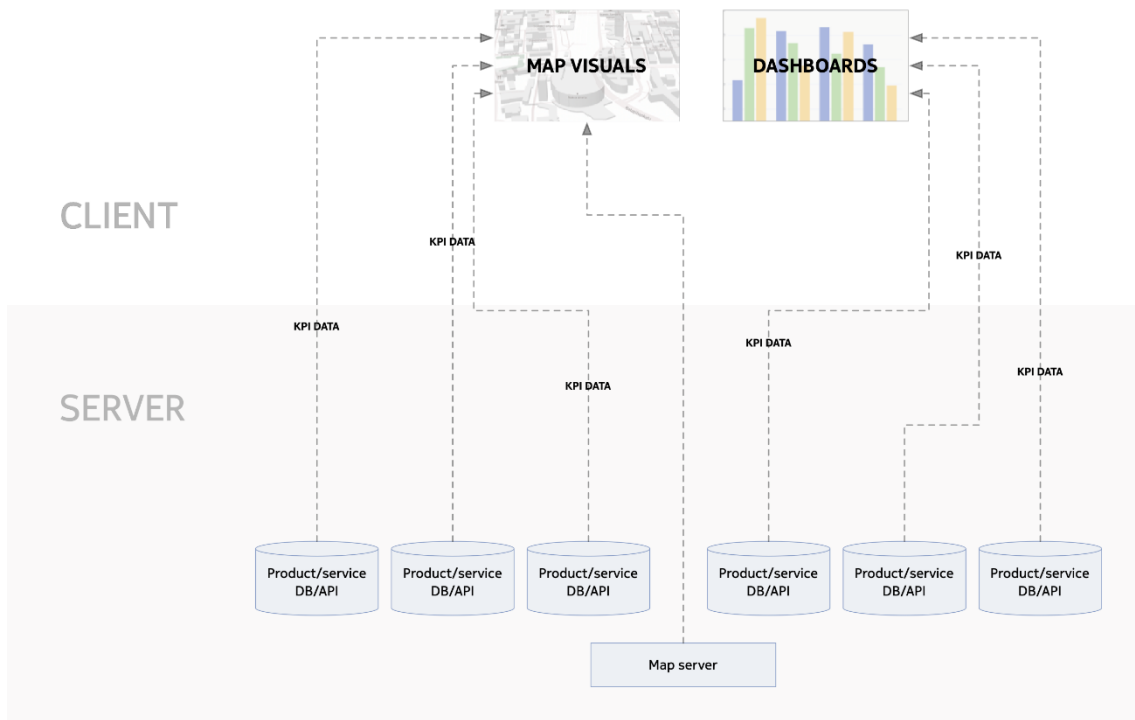 MAP VISUALS
DASHBOARDS
CLIENT
KPI DATA
KPI DATA
KPI DATA
KPI DATA
KPI DATA
KPI DATA
SERVER
Product/service
DB/API
Product/service
DB/API
Product/service
DB/API
Product/service
DB/API
Product/service
DB/API
Product/service
DB/API
Map server